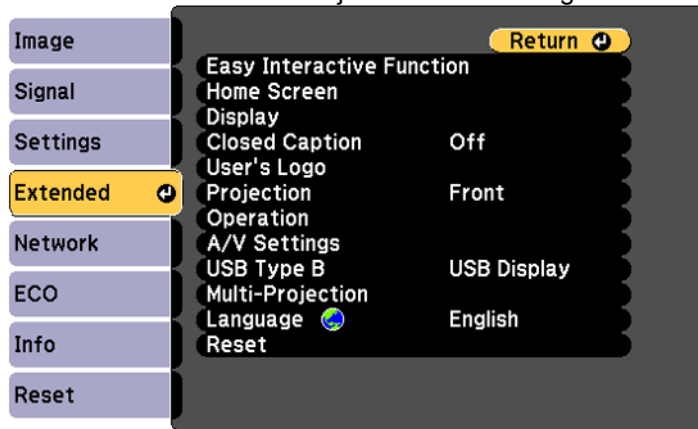 Image
Signal
Settings
Extended
Network
ECO
Info
Reset
Return
Easy Interactive Function
Home Screen
Display
Closed Caption Off
User's Logo
Projection Front
Operation
A/V Settings
USB Type B USB Display
Multi-Projection
Language English
Reset